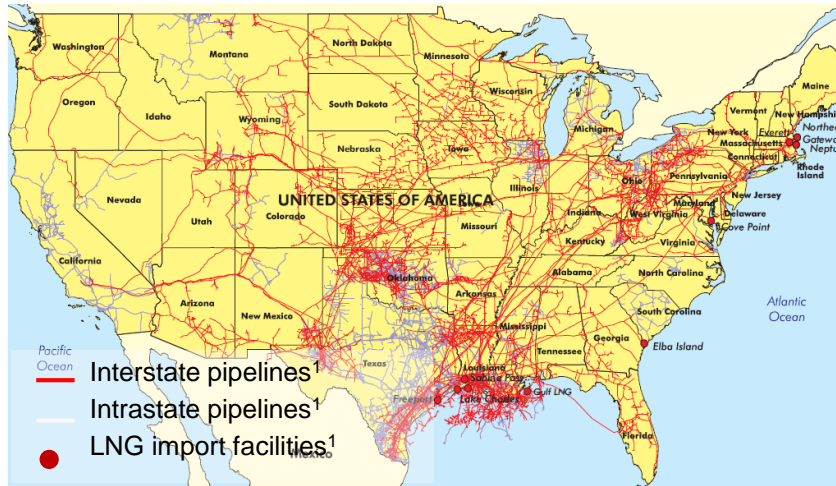 Washington
Montana
North Dakota
Minnesota
Maine
Oregon
Idaho
Wyoming
South Dakota
Wisconsin
Michigan
Vermont
New Hampshire
New York
Everett
Massachusetts
Connecticut
Rhode
Island
Nebraska
Iowa
Illinois
Ohio
Pennsylvania
New Jersey
Nevada
Utah
Colorado
UNITED STATES OF AMERICA
Missouri
Indiana
West Virginia
Maryland
Delaware
Cove Point
Kentucky
Virginia
California
Arizona
New Mexico
Oklahoma
Arkansas
Alabama
North Carolina
South Carolina
Atlantic
Ocean
Mississippi
Tennessee
Georgia
Elba Island
Pacific
Ocean
Texas
Louisiana
Sabine Pass
Freeport
Lake Charles
Gulf LNG
Florida
Mexico
Interstate pipelines¹
Intrastate pipelines¹
LNG import facilities¹